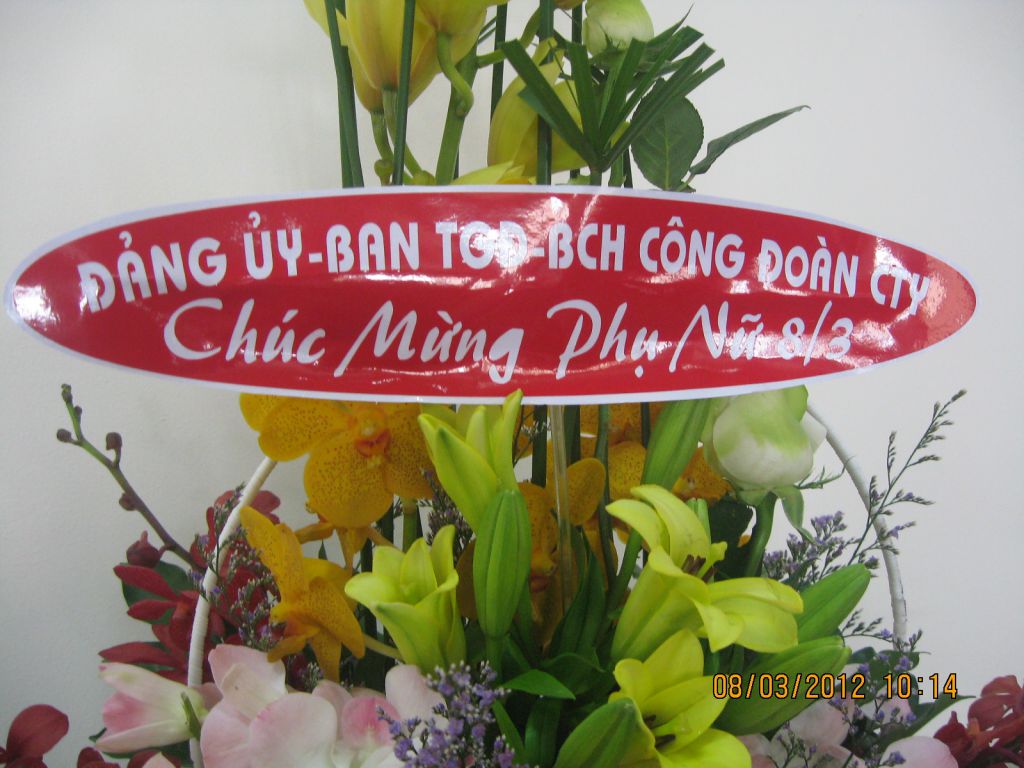 ĐẢNG ỦY-BAN TGĐ-BCH CÔNG ĐOÀN CTY
Chúc Mừng Phụ Nữ 8/3
08/03/2012 10:14